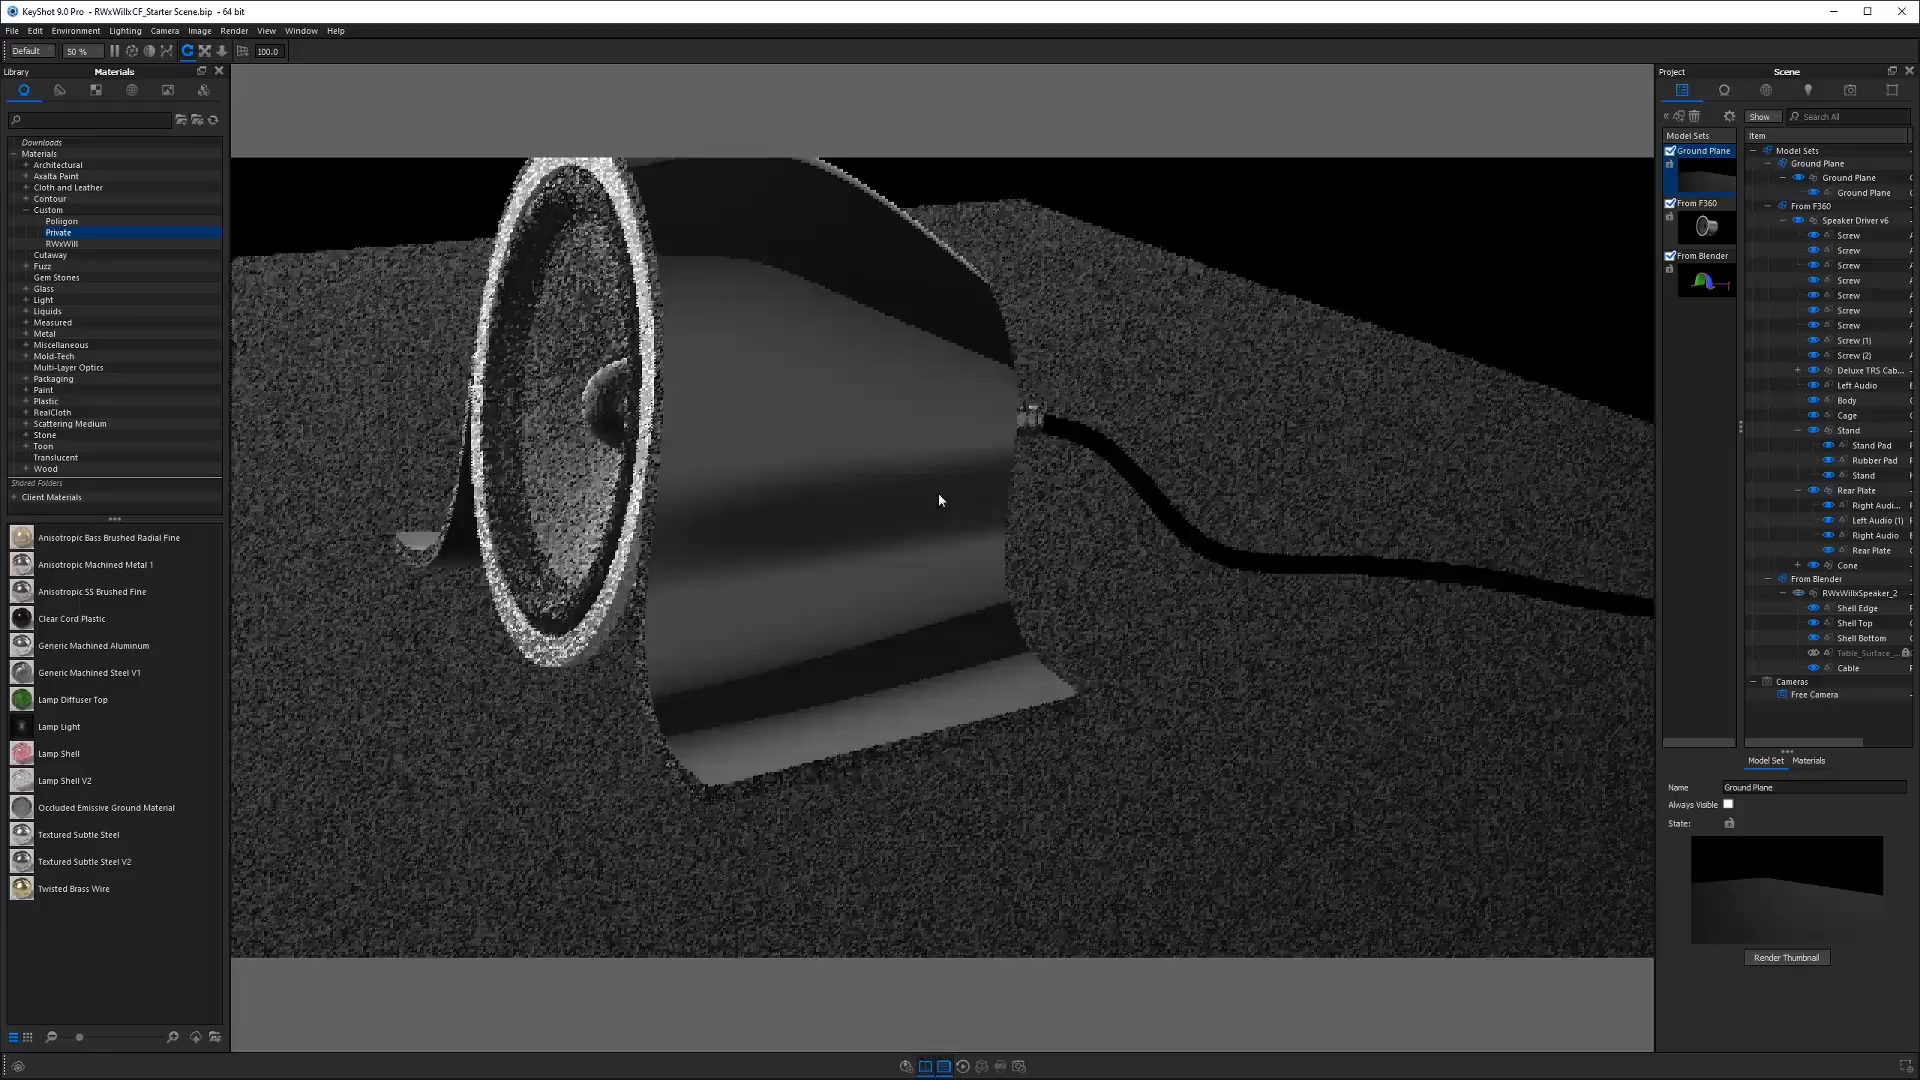 KeyShot 9.0 Pro - RWxWillxCF_Starter Scene.bip - 64 bit
File Edit Environment Lighting Camera Image Render View Window Help
Default 50 % 100.0
Library Materials
Downloads
Materials
Architectural
Axalta Paint
Cloth and Leather
Contour
Custom
Poliigon
Private
RWxWill
Cutaway
Fuzz
Gem Stones
Glass
Light
Liquids
Measured
Metal
Miscellaneous
Mold-Tech
Multi-Layer Optics
Packaging
Paint
Plastic
RealCloth
Scattering Medium
Stone
Toon
Translucent
Wood
Shared Folders
Client Materials
Anisotropic Bass Brushed Radial Fine
Anisotropic Machined Metal 1
Anisotropic SS Brushed Fine
Clear Cord Plastic
Generic Machined Aluminum
Generic Machined Steel V1
Lamp Diffuser Top
Lamp Light
Lamp Shell
Lamp Shell V2
Occluded Emissive Ground Material
Textured Subtle Steel
Textured Subtle Steel V2
Twisted Brass Wire
Project Scene
Show Search All
Model Sets
Ground Plane
From F360
From Blender
Item
Model Sets
Ground Plane
Ground Plane
Ground Plane
From F360
Speaker Driver v6
Screw
Screw
Screw
Screw
Screw
Screw
Screw
Screw (1)
Screw (2)
Deluxe TRS Cab...
Left Audio
Body
Cage
Stand
Stand Pad
Rubber Pad
Stand
Rear Plate
Right Audi...
Left Audio (1)
Right Audio
Rear Plate
Cone
From Blender
RWxWillxSpeaker_2
Shell Edge
Shell Top
Shell Bottom
Table_Surface_...
Cable
Cameras
Free Camera
Model Set Materials
Name Ground Plane
Always Visible
State:
Render Thumbnail